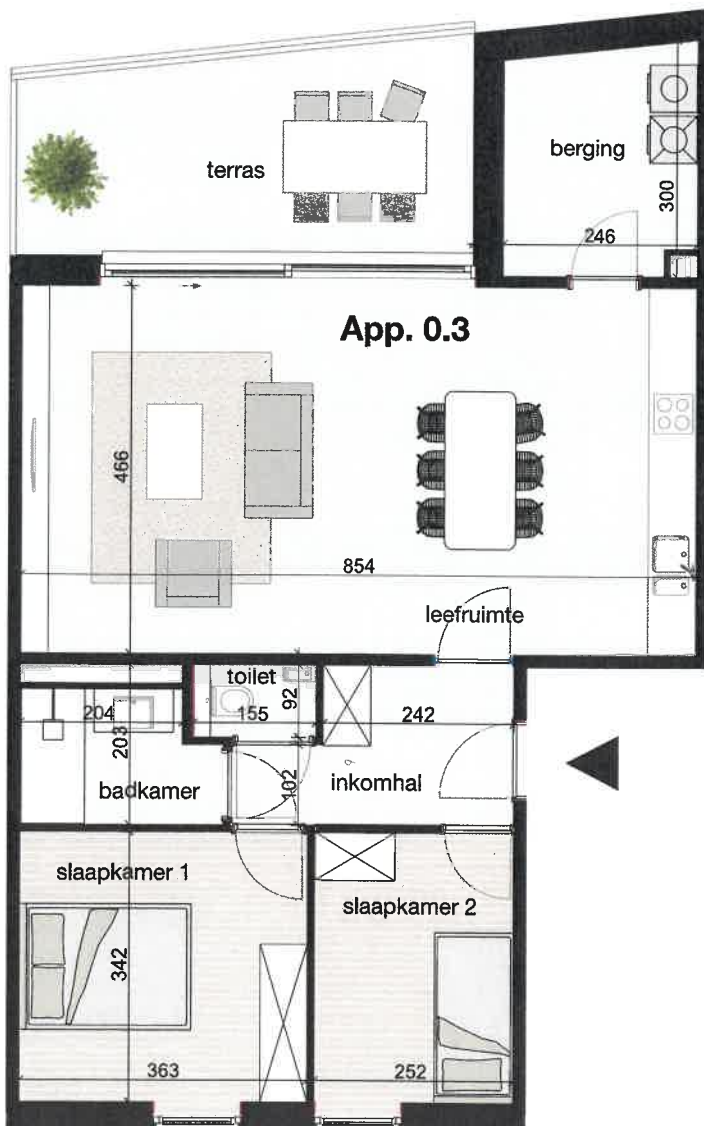 terras
berging
300
246
App. 0.3
466
854
leefruimte
toilet
92
204
155
242
203
102
badkamer
inkomhal
slaapkamer 1
slaapkamer 2
342
363
252